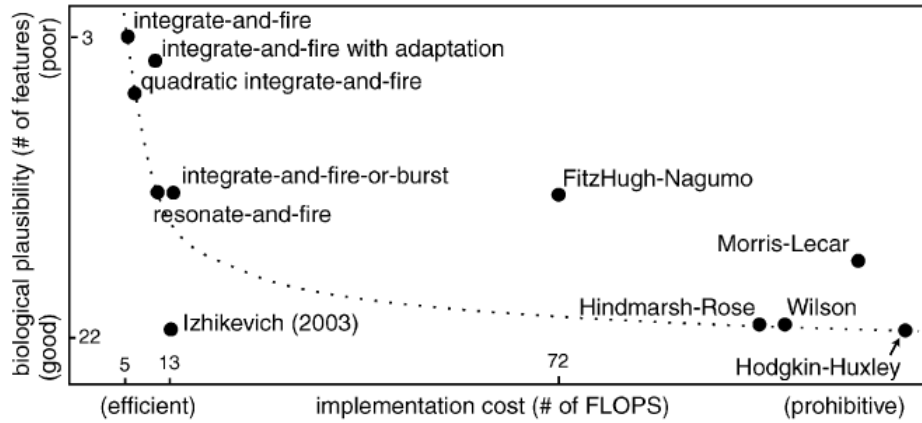 integrate-and-fire
3
integrate-and-fire with adaptation
quadratic integrate-and-fire
integrate-and-fire-or-burst
resonate-and-fire
FitzHugh-Nagumo
Morris-Lecar
Hindmarsh-Rose
Wilson
Izhikevich (2003)
Hodgkin-Huxley
22
biological plausibility (# of features)
(good)
(poor)
5
13
72
(efficient)
implementation cost (# of FLOPS)
(prohibitive)